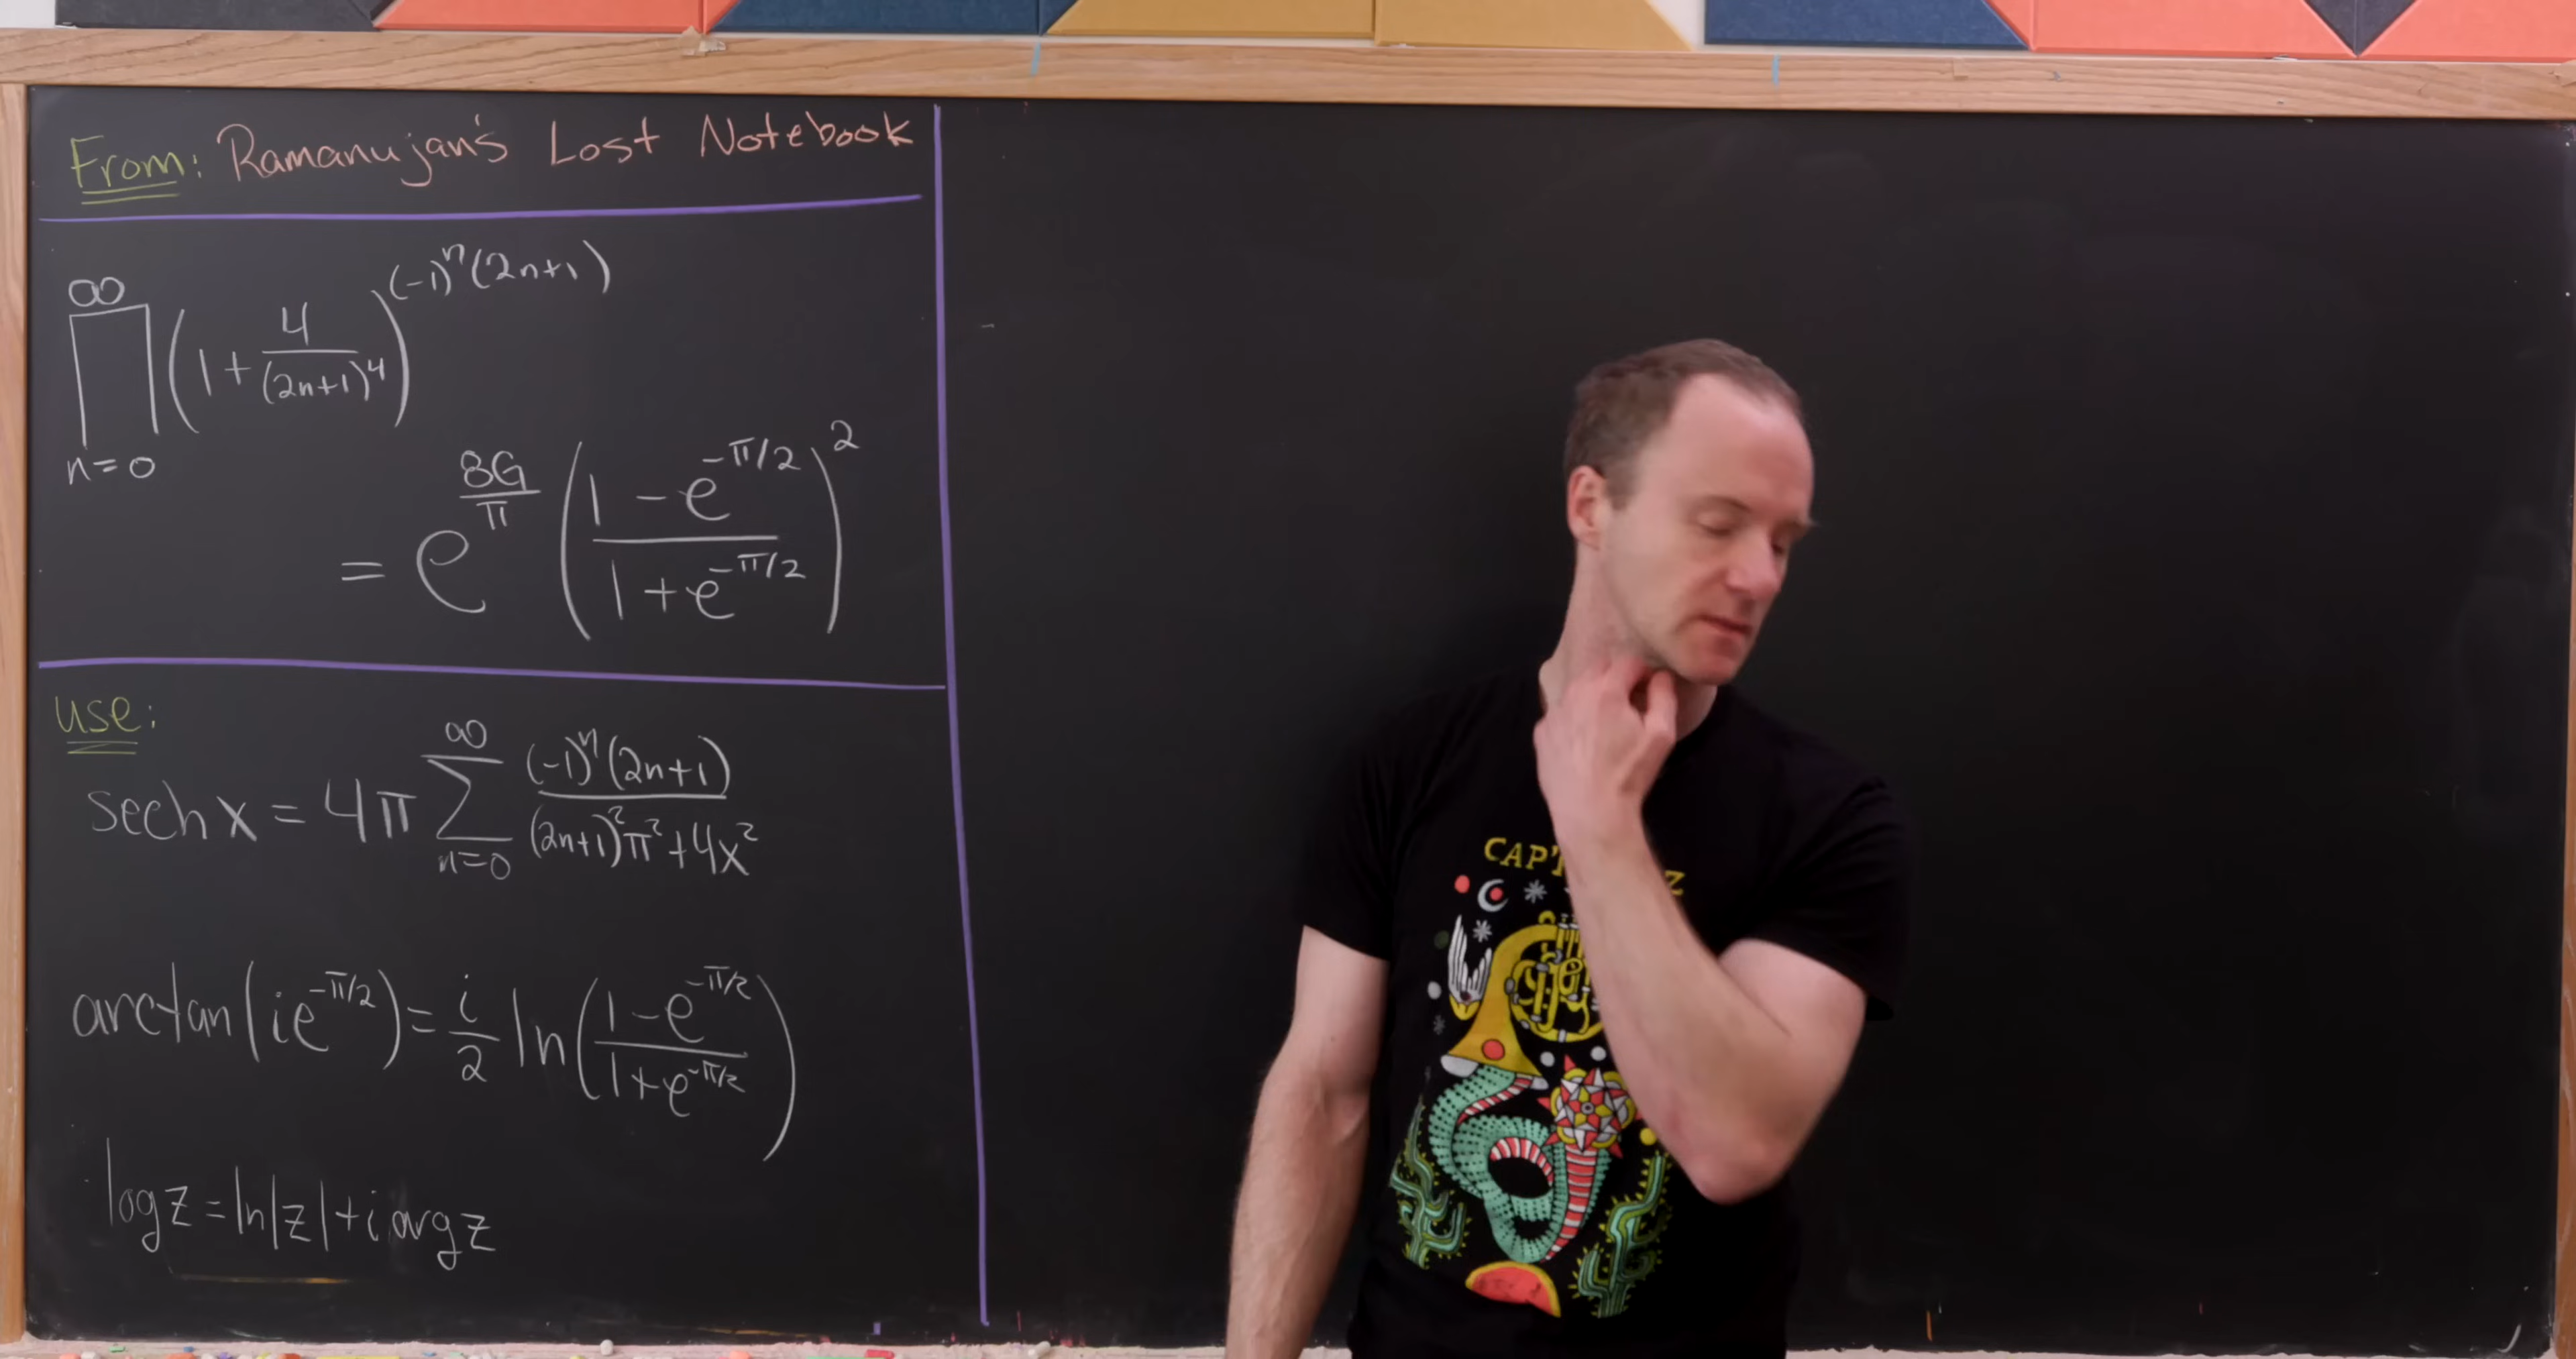 From: Ramanujan's Lost Notebook
∞
∏ (1 + 4/(2n+1)^4)^((-1)^n (2n+1))
n=0
= e^(8G/π) ((1 - e^(-π/2))/(1 + e^(-π/2)))^2
use:
sech x = 4π ∑_{n=0}^{∞} (-1)^n (2n+1)/((2n+1)^2 π^2 + 4x^2)
arctan(ie^(-π/2)) = i/2 ln((1 - e^(-π/2))/(1 + e^(-π/2)))
log z = ln|z| + i arg z